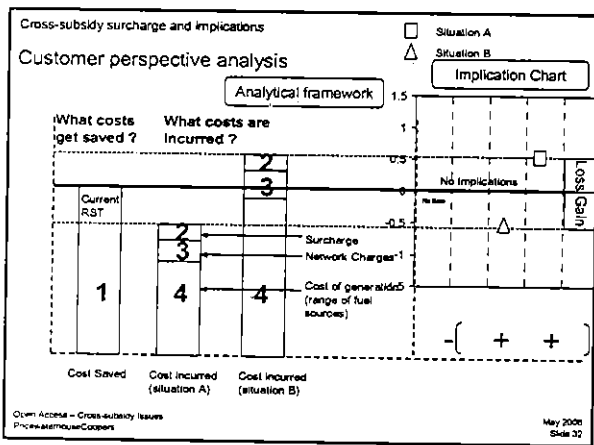 Cross-subsidy surcharge and implications
Customer perspective analysis
Situation A
Situation B
Analytical framework
Implication Chart
What costs
get saved ?
What costs are
Incurred ?
1.5
1
0.5
0
-0.5
-1
5
No Implications
Loss
Gain
Current
RST
1
2
3
4
2
3
4
Surcharge
Network Charges
Cost of generation
(range of fuel
sources)
-( + +)
Cost Saved
Cost Incurred
(situation A)
Cost Incurred
(situation B)
Open Access – Cross-subsidy Issues
PricewaterhouseCoopers
May 2006
Slide 32